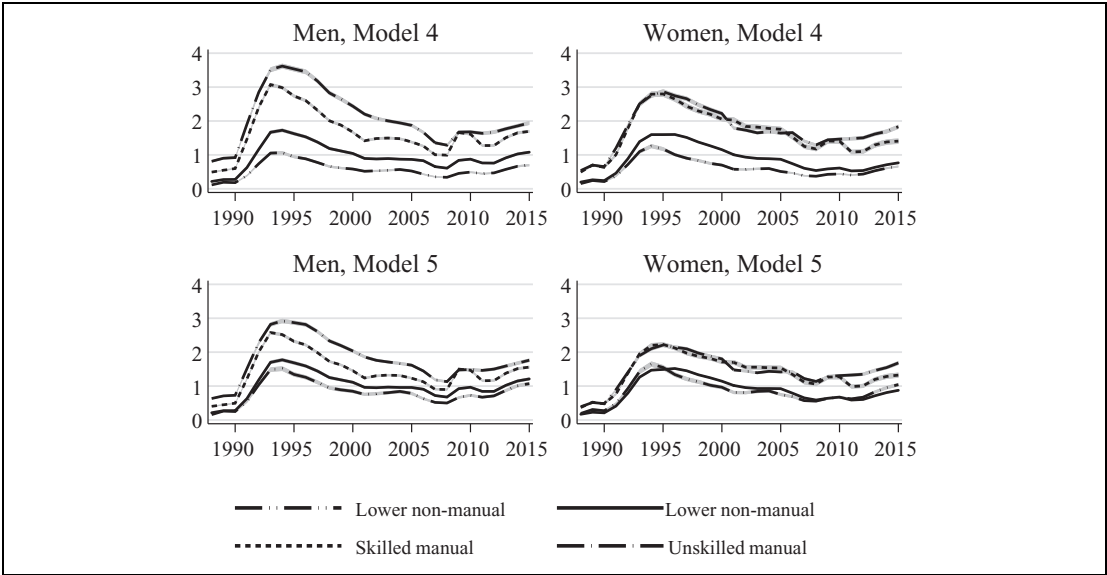 Men, Model 4
Women, Model 4
4
3
2
1
0
1990 1995 2000 2005 2010 2015
4
3
2
1
0
1990 1995 2000 2005 2010 2015
Men, Model 5
Women, Model 5
4
3
2
1
0
1990 1995 2000 2005 2010 2015
4
3
2
1
0
1990 1995 2000 2005 2010 2015
Lower non-manual
Lower non-manual
Skilled manual
Unskilled manual